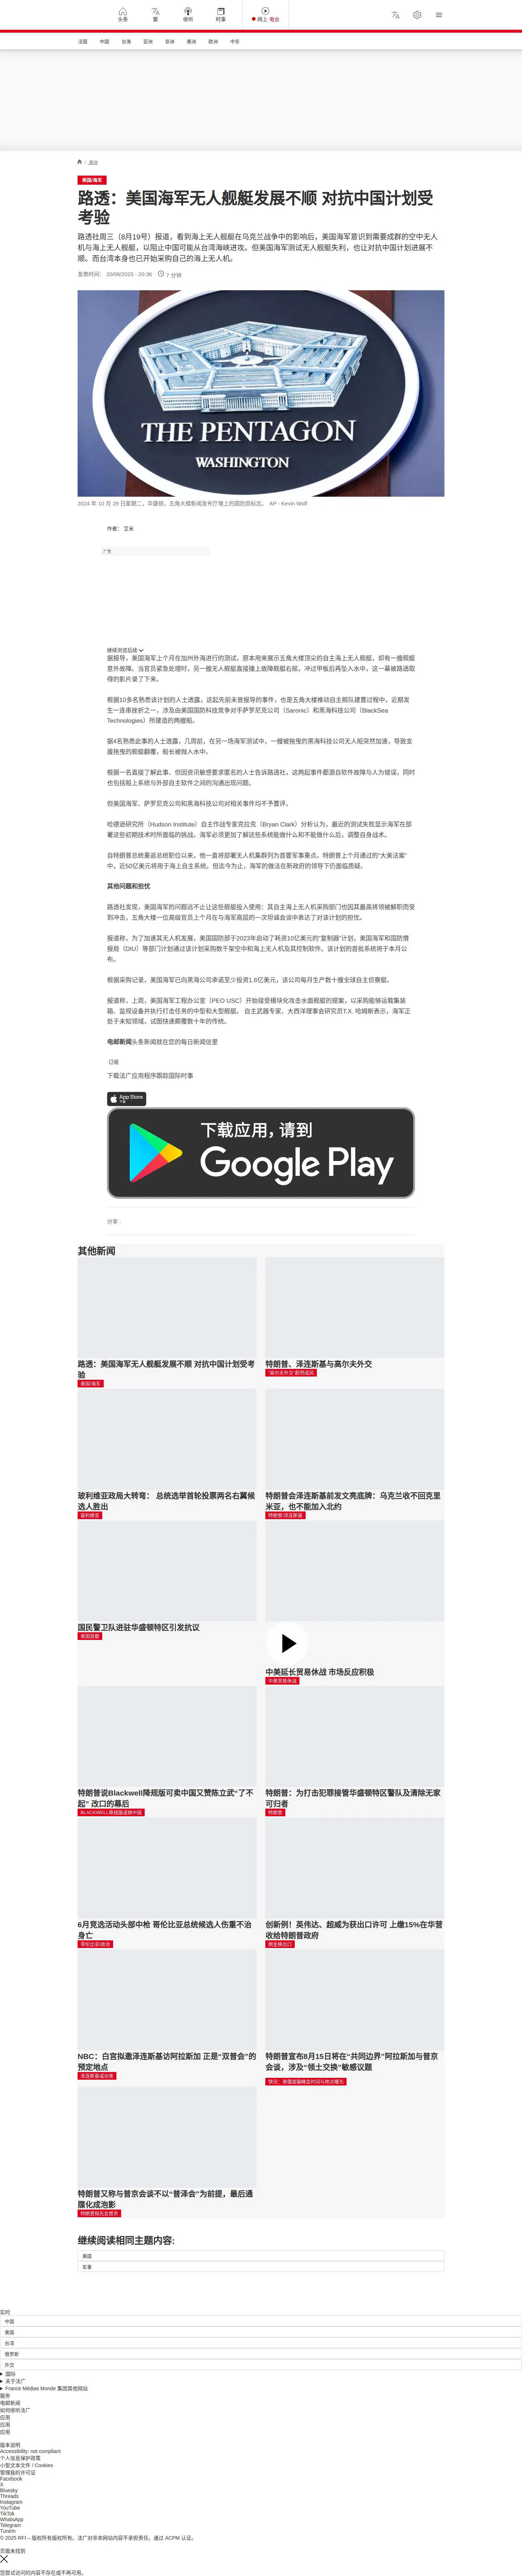 头条
繁
收听
时事
网上 电台
法国
中国
台海
亚洲
非洲
美洲
欧洲
中东
/ 美洲
美国/海军
路透：美国海军无人舰艇发展不顺 对抗中国计划受
考验
路透社周三（8月19号）报道，看到海上无人舰艇在乌克兰战争中的影响后，美国海军意识到需要成群的空中无人
机与海上无人舰艇，以阻止中国可能从台湾海峡进攻。但美国海军测试无人舰艇失利，也让对抗中国计划进展不
顺。而台湾本身也已开始采购自己的海上无人机。
发表时间： 20/08/2025 - 20:36
7 分钟
THE PENTAGON
WASHINGTON
2024 年 10 月 29 日星期二，华盛顿，五角大楼新闻发布厅墙上的国防部标志。 AP - Kevin Wolf
作者： 艾米
广告
继续浏览后续
据报导，美国海军上个月在加州外海进行的测试，原本用来展示五角大楼顶尖的自主海上无人舰艇，却有一艘舰艇
意外故障。当官员紧急处理时，另一艘无人舰艇直接撞上故障舰艇右舷，冲过甲板后再坠入水中，这一幕被路透取
得的影片录了下来。
根据10多名熟悉该计划的人士透露，这起先前未曾报导的事件，也是五角大楼推动自主舰队建置过程中，近期发
生一连串挫折之一，涉及由美国国防科技竞争对手萨罗尼克公司（Saronic）和黑海科技公司（BlackSea
Technologies）所建造的两艘船。
据4名熟悉此事的人士透露，几周前，在另一场海军测试中，一艘被拖曳的黑海科技公司无人船突然加速，导致支
援拖曳的舰艇翻覆，船长被抛入水中。
根据一名直接了解此事、但因资讯敏感要求匿名的人士告诉路透社，这两起事件都源自软件故障与人为错误，同时
也包括船上系统与外部自主软件之间的沟通出现问题。
但美国海军、萨罗尼克公司和黑海科技公司对相关事件均不予置评。
哈德逊研究所（Hudson Institute）自主作战专家克拉克（Bryan Clark）分析认为，最近的测试失败显示海军在部
署这些初期技术时所面临的挑战。海军必须更加了解这些系统能做什么和不能做什么后，调整自身战术。
自特朗普总统重返总统职位以来，他一直将部署无人机集群列为首要军事重点。特朗普上个月通过的“大美法案”
中，近50亿美元将用于海上自主系统。但迄今为止，海军的做法在新政府的领导下仍面临质疑。
其他问题和担忧
路透社发现，美国海军的问题远不止让这些舰艇投入使用：其自主海上无人机采购部门也因其最高将领被解职而受
到冲击，五角大楼一位高级官员上个月在与海军高层的一次坦诚会谈中表达了对该计划的担忧。
报道称，为了加速其无人机发展，美国国防部于2023年启动了耗资10亿美元的“复制器”计划，美国海军和国防情
报局（DIU）等部门计划通过该计划采购数千架空中和海上无人机及其控制软件。该计划的首批系统将于本月公
布。
根据采购记录，美国海军已向黑海公司承诺至少投资1.6亿美元，该公司每月生产数十艘全球自主侦察艇。
报道称，上周，美国海军工程办公室（PEO USC）开始接受模块化攻击水面舰艇的提案，以采购能够运载集装
箱、监视设备并执行打击任务的中型和大型舰艇。 自主武器专家、大西洋理事会研究员T.X. 哈姆斯表示，海军正
处于未知领域，试图快速颠覆数十年的传统。
电邮新闻头条新闻就在您的每日新闻信里
订阅
下载法广应用程序跟踪国际时事
App Store
下载
下载应用，请到
Google Play
分享 :
其他新闻
路透：美国海军无人舰艇发展不顺 对抗中国计划受考
验
美国/海军
特朗普、泽连斯基与高尔夫外交
“高尔夫外交”蔚然成风
玻利维亚政局大转弯： 总统选举首轮投票两名右翼候
选人胜出
玻利维亚
特朗普会泽连斯基前发文亮底牌：乌克兰收不回克里
米亚，也不能加入北约
特朗普/泽连斯基
国民警卫队进驻华盛顿特区引发抗议
美国首都
中美延长贸易休战 市场反应积极
中美贸易休战
特朗普说Blackwell降规版可卖中国又赞陈立武“了不
起” 改口的幕后
BLACKWELL降规版或销中国
特朗普：为打击犯罪接管华盛顿特区警队及清除无家
可归者
特朗普
6月竞选活动头部中枪 哥伦比亚总统候选人伤重不治
身亡
哥伦比亚/政治
创新例！英伟达、超威为获出口许可 上缴15%在华营
收给特朗普政府
佣金换出口
NBC：白宫拟邀泽连斯基访阿拉斯加 正是“双普会”的
预定地点
泽连斯基或访美
特朗普宣布8月15日将在“共同边界”阿拉斯加与普京
会谈，涉及“领土交换”敏感议题
快讯： 美俄首脑峰会时间与地点曝光
特朗普又称与普京会谈不以“普泽会”为前提，最后通
牒化成泡影
特朗普拟先会普京
继续阅读相同主题内容:
美国
军事
实时
中国
美国
台湾
俄罗斯
外交
国际
关于法广
France Médias Monde 集团其他网站
服务
电邮新闻
如何收听法广
应用
应用
应用
版本说明
Accessibility: not compliant
个人信息保护政策
小型文本文件 / Cookies
管理我的许可证
Facebook
X
Bluesky
Threads
Instagram
YouTube
TikTok
WhatsApp
Telegram
TuneIn
© 2025 RFI – 版权所有版权所有。法广对非本网站内容不承担责任。通过 ACPM 认证。
页面未找到
您尝试访问的内容不存在或不再可用。